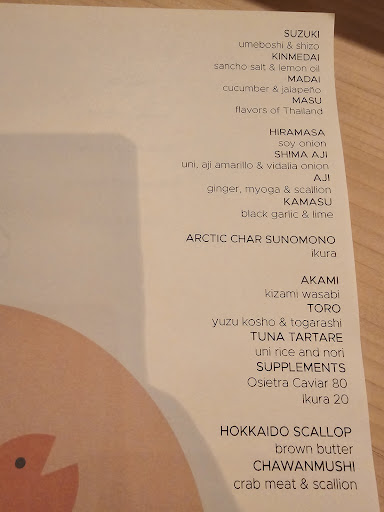 SUZUKI
umeboshi & shizo
KINMEDAI
sancho salt & lemon oil
MADAI
cucumber & jalapeño
MASU
flavors of Thailand
HIRAMASA
soy onion
SHIMA AJI
uni, aji amarillo & vidalia onion
AJI
ginger, myoga & scallion
KAMASU
black garlic & lime
ARCTIC CHAR SUNOMONO
ikura
AKAMI
kizami wasabi
TORO
yuzu kosho & togarashi
TUNA TARTARE
uni rice and nori
SUPPLEMENTS
Osietra Caviar 80
ikura 20
HOKKAIDO SCALLOP
brown butter
CHAWANMUSHI
crab meat & scallion